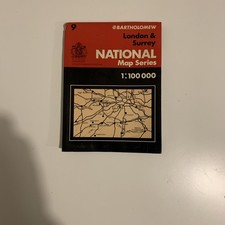 9
BARTHOLOMEW
London &
Surrey
NATIONAL
Map Series
1:100 000